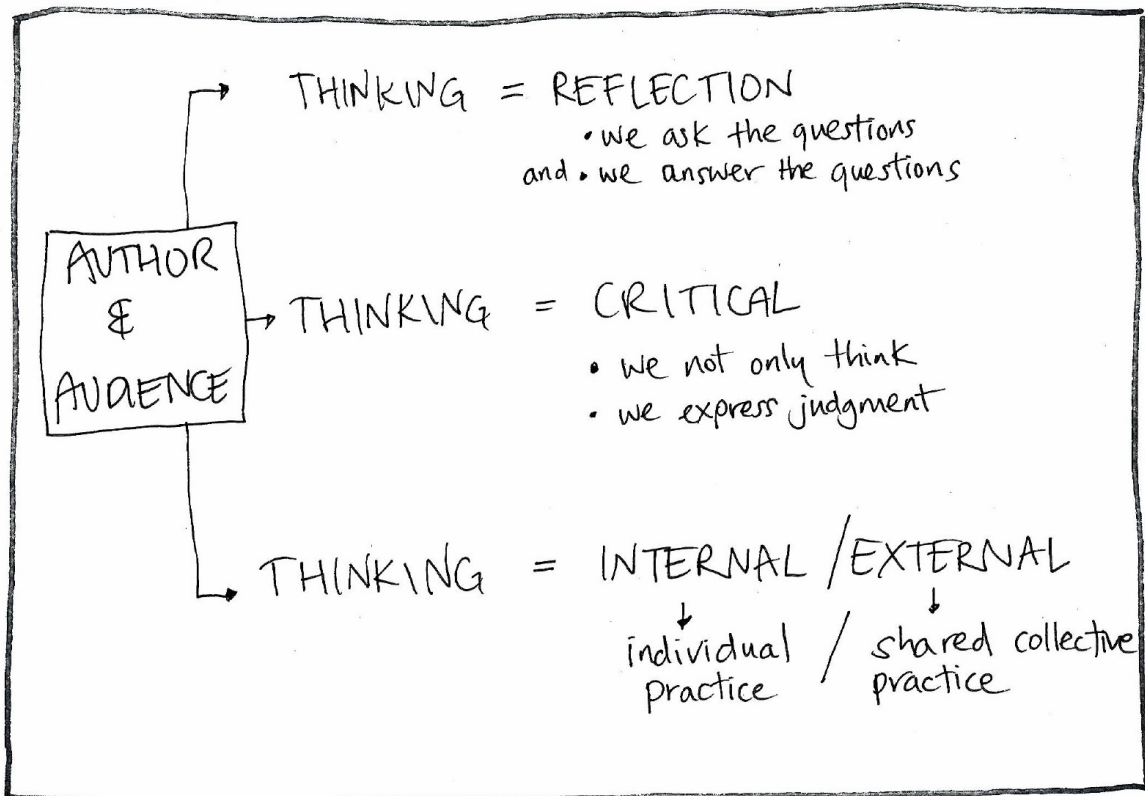 THINKING = REFLECTION
• we ask the questions
and • we answer the questions
AUTHOR
&
AUDIENCE
THINKING = CRITICAL
• we not only think
• we express judgment
THINKING = INTERNAL / EXTERNAL
individual / shared collective
practice practice